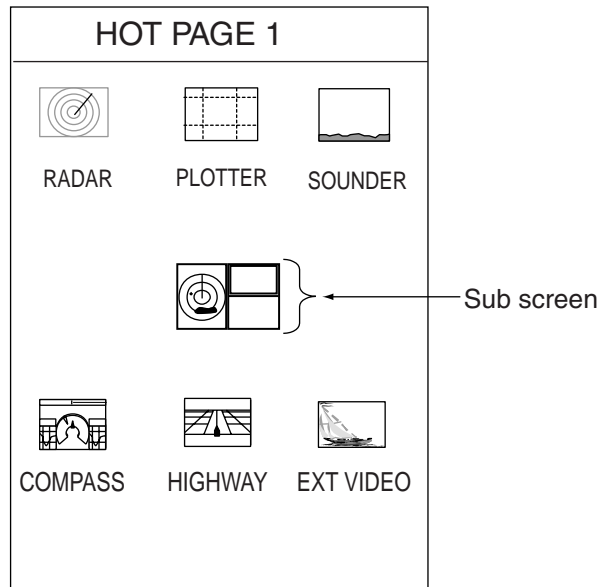 HOT PAGE 1
RADAR PLOTTER SOUNDER
Sub screen
COMPASS HIGHWAY EXT VIDEO